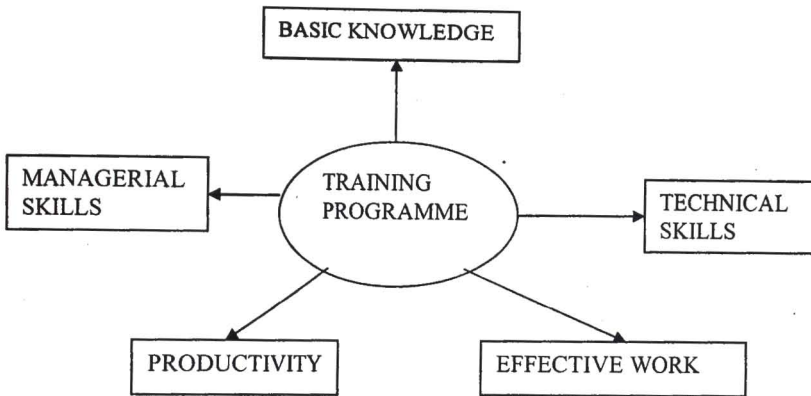 BASIC KNOWLEDGE
MANAGERIAL
SKILLS
TRAINING
PROGRAMME
TECHNICAL
SKILLS
PRODUCTIVITY
EFFECTIVE WORK